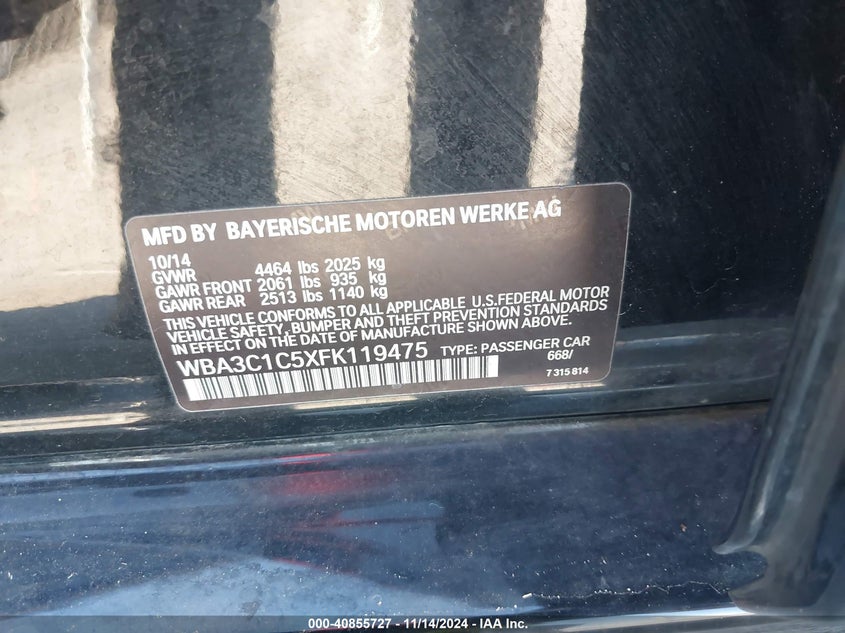 MFD BY BAYERISCHE MOTOREN WERKE AG
10/14
GVWR 4464 lbs 2025 kg
GAWR FRONT 2061 lbs 935 kg
GAWR REAR 2513 lbs 1140 kg
THIS VEHICLE CONFORMS TO ALL APPLICABLE U.S.FEDERAL MOTOR
VEHICLE SAFETY, BUMPER AND THEFT PREVENTION STANDARDS
IN EFFECT ON THE DATE OF MANUFACTURE SHOWN ABOVE.
WBA3C1C5XFK119475 TYPE: PASSENGER CAR
668/
7 315 814
000-40855727 - 11/14/2024 - IAA Inc.